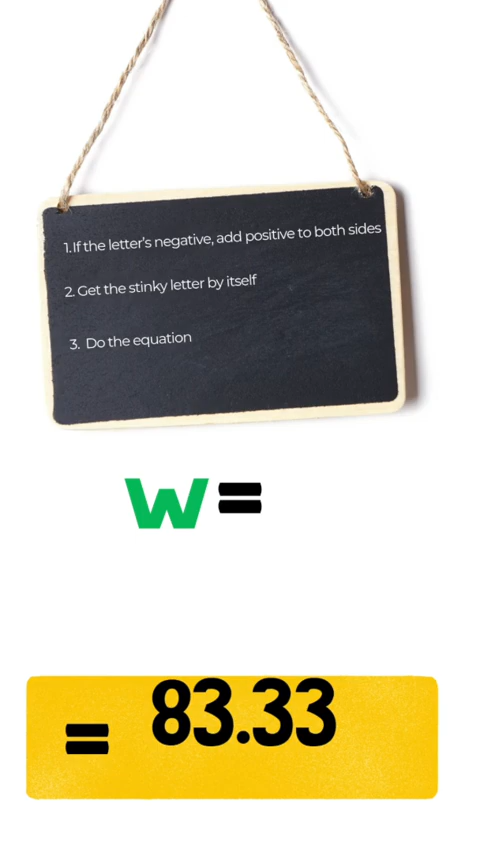 1.If the letter's negative, add positive to both sides
2. Get the stinky letter by itself
3. Do the equation
w=
= 83.33